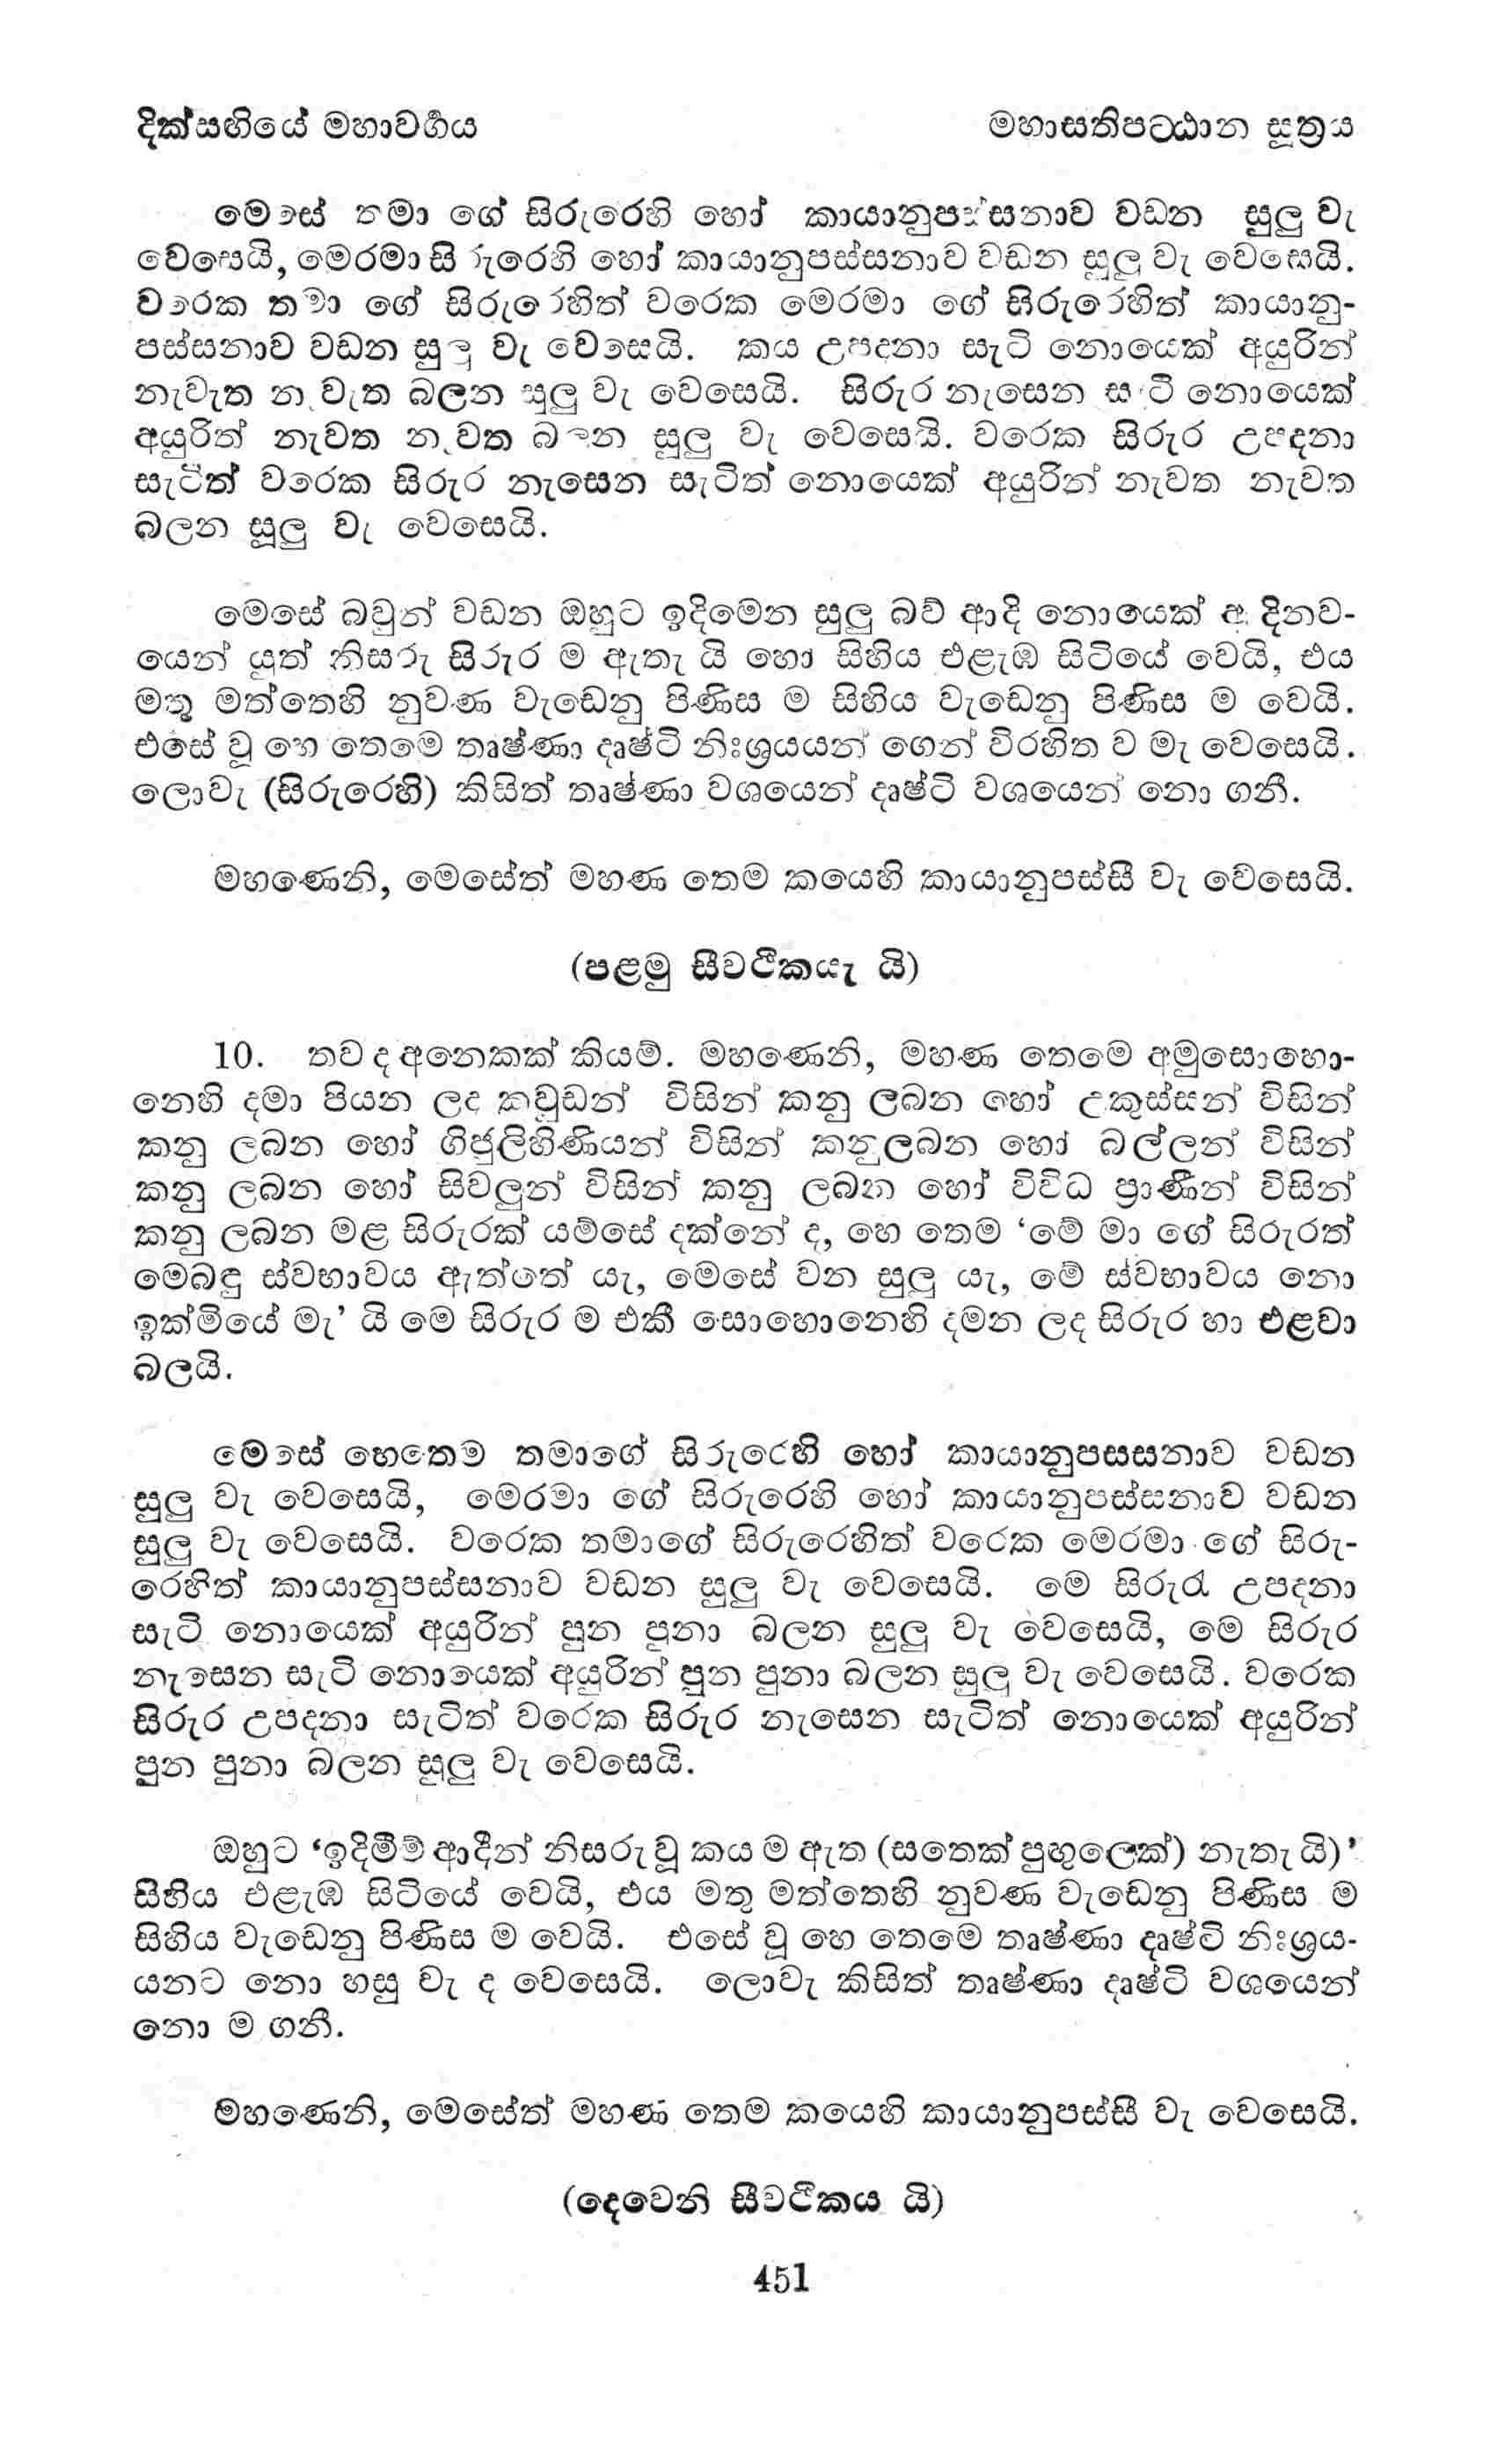 දික්සඟියේ මහාවර්‍ගය
මහාසතිපට්ඨාන සූත්‍රය
මෙසේ තමා ගේ සිරුරෙහි හෝ කායානුපස්සනාව වඩන සුලු වැ
වෙසෙයි, මෙරමා සිරුරෙහි හෝ කායානුපස්සනාව වඩන සුලු වැ වෙසෙයි.
වරෙක තමා ගේ සිරුරෙහිත් වරෙක මෙරමා ගේ සිරුරෙහිත් කායානු-
පස්සනාව වඩන සුලු වැ වෙසෙයි. කය උපදනා සැටි නොයෙක් අයුරින්
නැවැත නැවැත බලන සුලු වැ වෙසෙයි. සිරුර නැසෙන සැටි නොයෙක්
අයුරින් නැවත නැවත බලන සුලු වැ වෙසෙයි. වරෙක සිරුර උපදනා
සැටිත් වරෙක සිරුර නැසෙන සැටිත් නොයෙක් අයුරින් නැවත නැවත
බලන සුලු වැ වෙසෙයි.
මෙසේ බවුන් වඩන ඔහුට ඉදිමෙන සුලු බව් ආදි නොයෙක් ආදිනව-
යෙන් යුත් නිසරු සිරුර ම ඇතැ යි හො සිහිය එළැඹ සිටියේ වෙයි, එය
මතු මත්තෙහි නුවණ වැඩෙනු පිණිස ම සිහිය වැඩෙනු පිණිස ම වෙයි.
එසේ වූ හෙ තෙමෙ තෘෂ්ණා දෘෂ්ටි නිඃශ්‍රයයන් ගෙන් විරහිත ව මැ වෙසෙයි.
ලොවැ (සිරුරෙහි) කිසිත් තෘෂ්ණා වශයෙන් දෘෂ්ටි වශයෙන් නො ගනී.
මහණෙනි, මෙසේත් මහණ තෙම කයෙහි කායානුපස්සී වැ වෙසෙයි.
(පළමු සීවථිකයැ යි)
10. තව ද අනෙකක් කියම්. මහණෙනි, මහණ තෙමෙ අමුසොහො-
නෙහි දමා පියන ලද කවුඩන් විසින් කනු ලබන හෝ උකුස්සන් විසින්
කනු ලබන හෝ ගිජුලිහිණියන් විසින් කනුලබන හෝ බල්ලන් විසින්
කනු ලබන හෝ සිවලුන් විසින් කනු ලබන හෝ විවිධ ප්‍රාණීන් විසින්
කනු ලබන මළ සිරුරක් යම්සේ දක්නේ ද, හෙ තෙම ‘මේ මා ගේ සිරුරත්
මෙබඳු ස්වභාවය ඇත්තේ යැ, මෙසේ වන සුලු යැ, මේ ස්වභාවය නො
ඉක්මියේ මැ’ යි මෙ සිරුර ම එකී සොහොනෙහි දමන ලද සිරුර හා එළවා
බලයි.
මෙසේ හෙතෙම තමාගේ සිරුරෙහි හෝ කායානුපසසනාව වඩන
සුලු වැ වෙසෙයි, මෙරමා ගේ සිරුරෙහි හෝ කායානුපස්සනාව වඩන
සුලු වැ වෙසෙයි. වරෙක තමාගේ සිරුරෙහිත් වරෙක මෙරමා ගේ සිරු-
රෙහිත් කායානුපස්සනාව වඩන සුලු වැ වෙසෙයි. මෙ සිරුර උපදනා
සැටි නොයෙක් අයුරින් පුන පුනා බලන සුලු වැ වෙසෙයි, මෙ සිරුර
නැසෙන සැටි නොයෙක් අයුරින් පුන පුනා බලන සුලු වැ වෙසෙයි. වරෙක
සිරුර උපදනා සැටිත් වරෙක සිරුර නැසෙන සැටිත් නොයෙක් අයුරින්
පුන පුනා බලන සුලු වැ වෙසෙයි.
ඔහුට ‘ඉදිමීම් ආදීන් නිසරු වූ කය ම ඇත (සතෙක් පුඟුලෙක්) නැතැ යි)’
සිහිය එළැඹ සිටියේ වෙයි, එය මතු මත්තෙහි නුවණ වැඩෙනු පිණිස ම
සිහිය වැඩෙනු පිණිස ම වෙයි. එසේ වූ හෙ තෙමෙ තෘෂ්ණා දෘෂ්ටි නිඃශ්‍රය-
යනට නො හසු වැ ද වෙසෙයි. ලොවැ කිසිත් තෘෂ්ණා දෘෂ්ටි වශයෙන්
නො ම ගනී.
මහණෙනි, මෙසේත් මහණ තෙම කයෙහි කායානුපස්සී වැ වෙසෙයි.
(දෙවෙනි සීවථිකය යි)
451